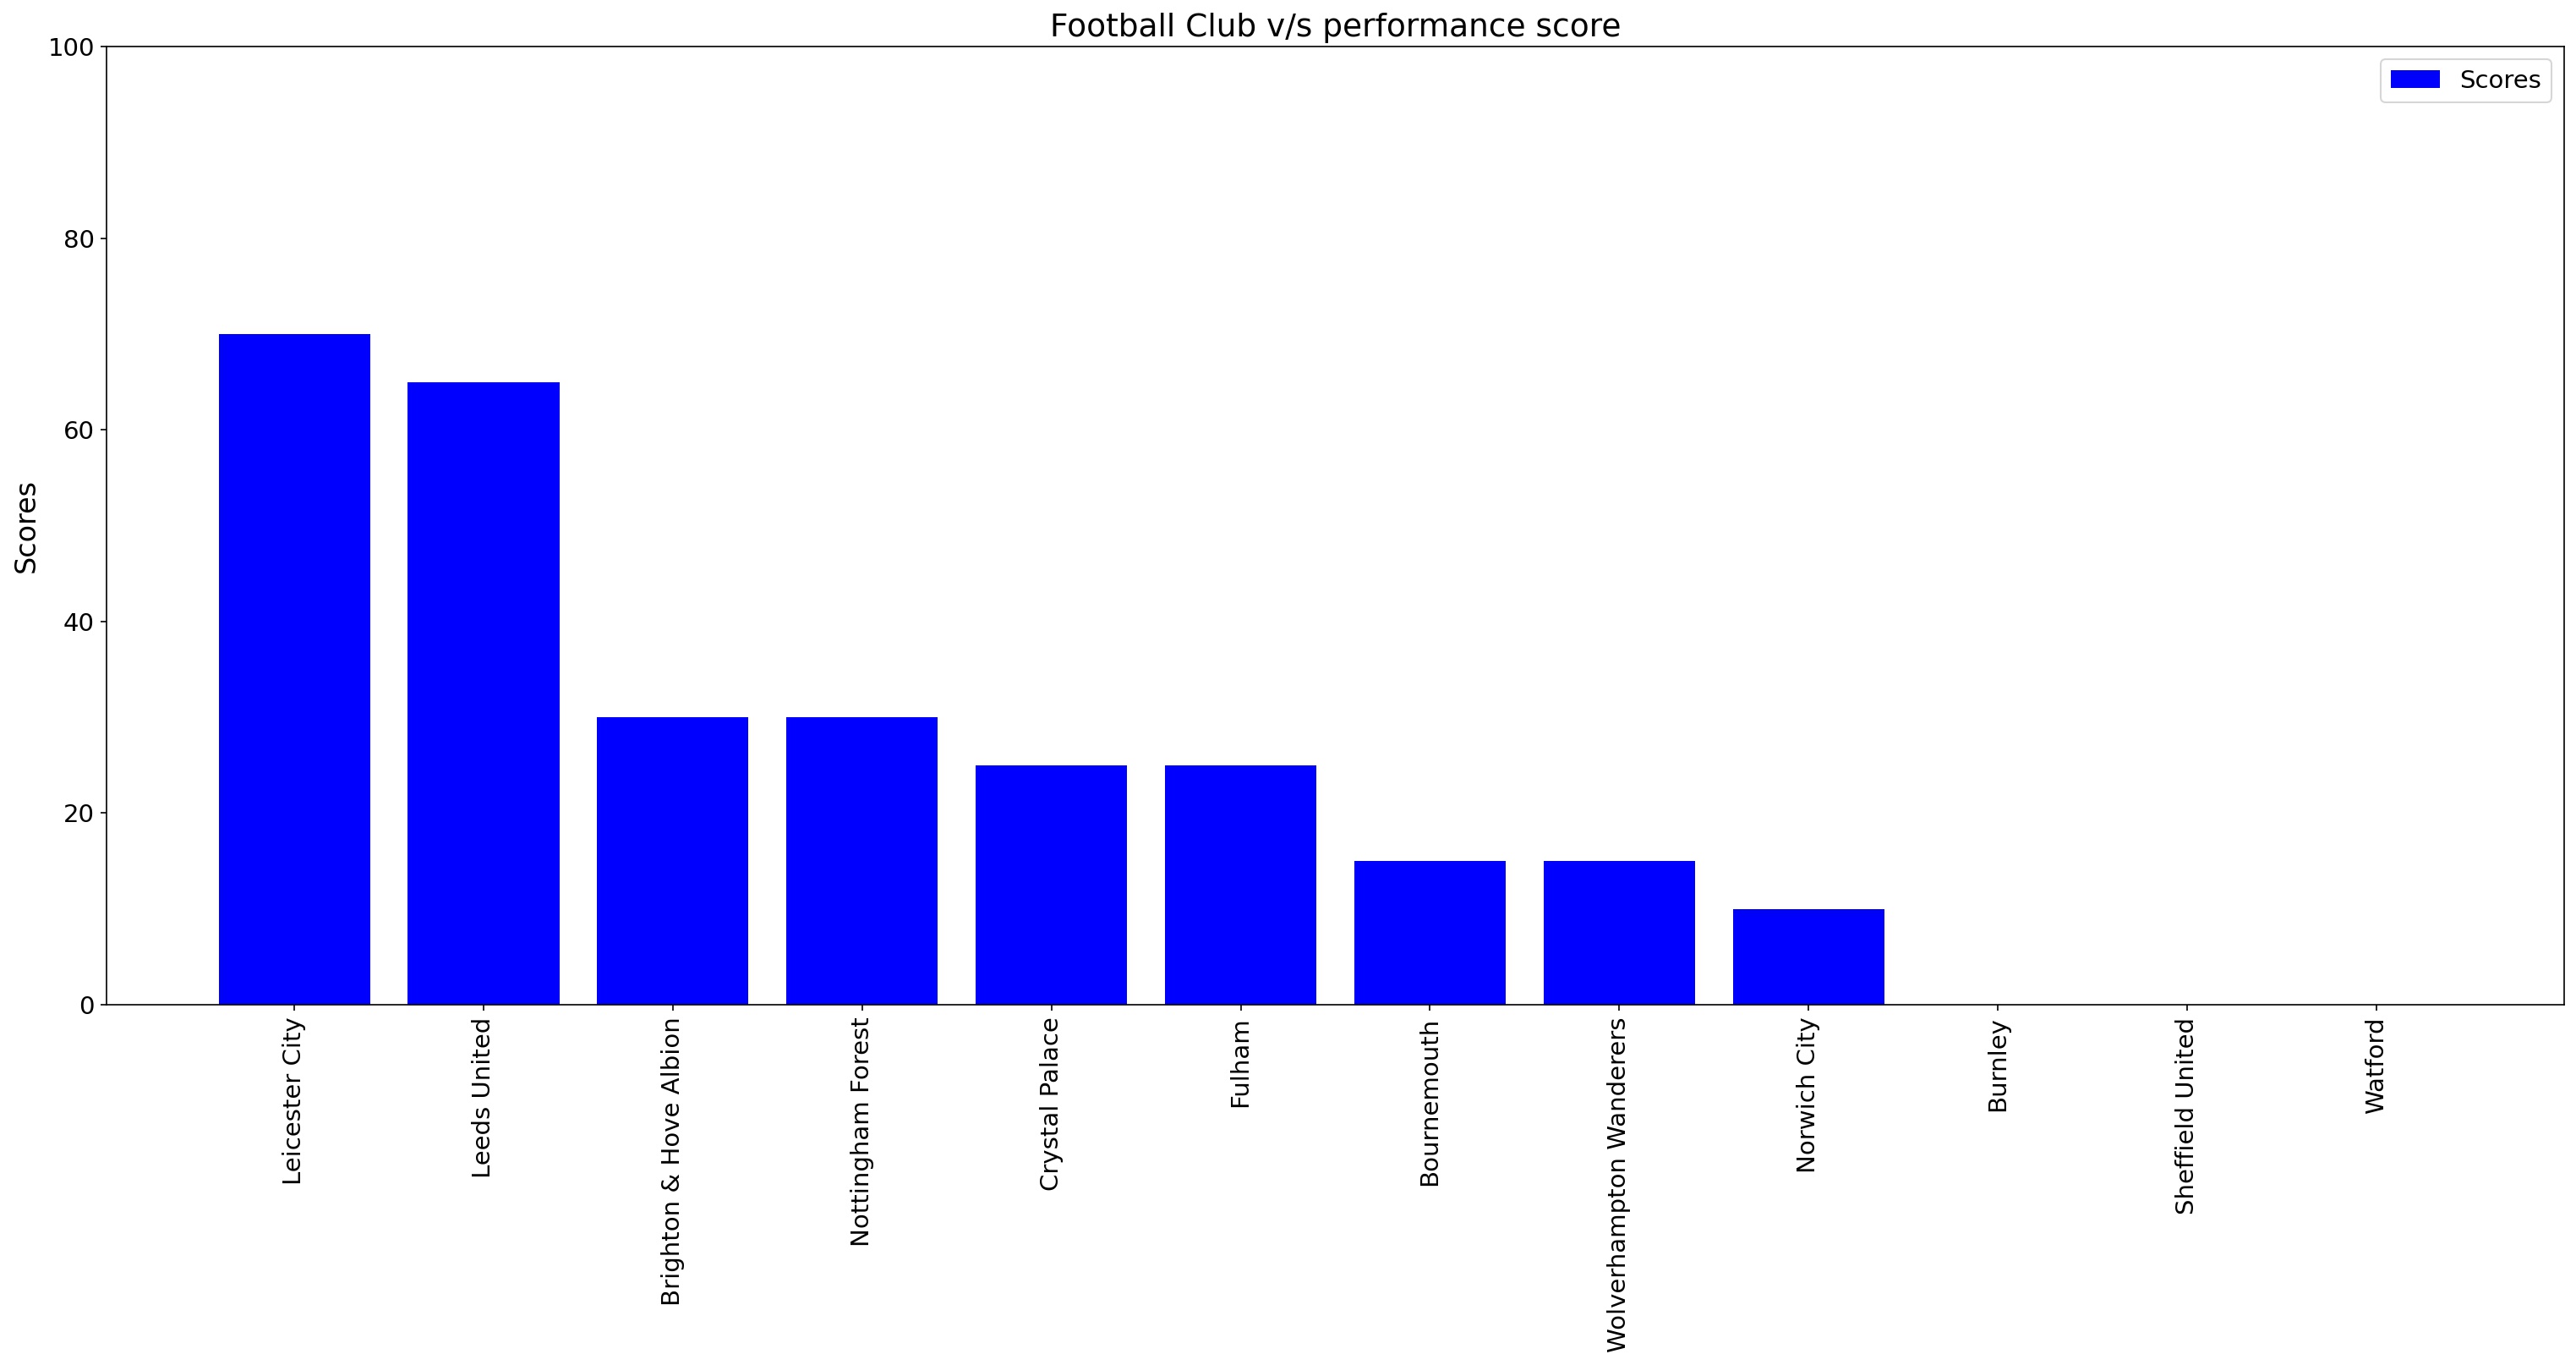 Football Club v/s performance score
Scores
100
80
60
40
20
0
Scores
Leicester City
Leeds United
Brighton & Hove Albion
Nottingham Forest
Crystal Palace
Fulham
Bournemouth
Wolverhampton Wanderers
Norwich City
Burnley
Sheffield United
Watford